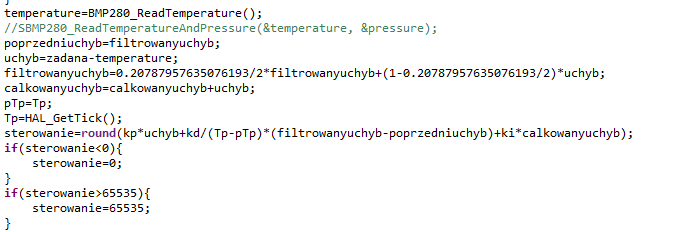 }
temperature=BMP280_ReadTemperature();
//SBMP280_ReadTemperatureAndPressure(&temperature, &pressure);
poprzedniuchyb=filtrowanyuchyb;
uchyb=zadana-temperature;
filtrowanyuchyb=0.20787957635076193/2*filtrowanyuchyb+(1-0.20787957635076193/2)*uchyb;
calkowanyuchyb=calkowanyuchyb+uchyb;
pTp=Tp;
Tp=HAL_GetTick();
sterowanie=round(kp*uchyb+kd/(Tp-pTp)*(filtrowanyuchyb-poprzedniuchyb)+ki*calkowanyuchyb);
if(sterowanie<0){
    sterowanie=0;
}
if(sterowanie>65535){
    sterowanie=65535;
}